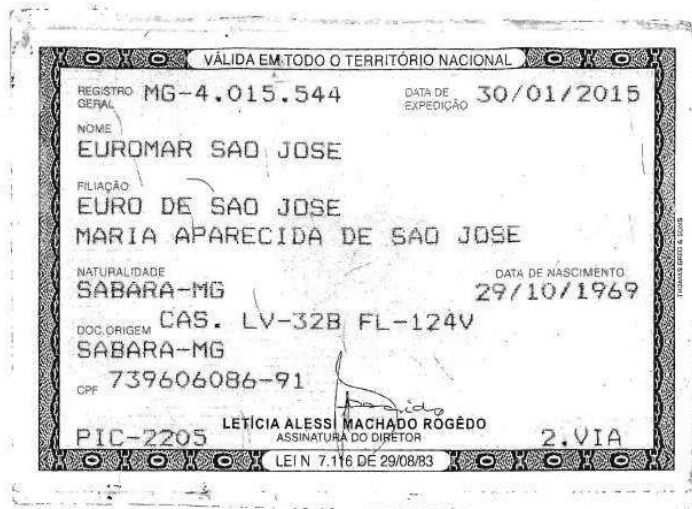 VÁLIDA EM TODO O TERRITÓRIO NACIONAL
REGISTRO GERAL MG-4.015.544 DATA DE EXPEDIÇÃO 30/01/2015
NOME
EUROMAR SAO JOSE
FILIAÇÃO
EURO DE SAO JOSE
MARIA APARECIDA DE SAO JOSE
NATURALIDADE DATA DE NASCIMENTO
SABARA-MG 29/10/1969
DOC.ORIGEM CAS. LV-32B FL-124V
SABARA-MG
CPF 739606086-91
LETÍCIA ALESSI MACHADO ROGÊDO
PIC-2205 ASSINATURA DO DIRETOR 2.VIA
LEI N 7.116 DE 29/08/83
THOMAS GREG & SONS